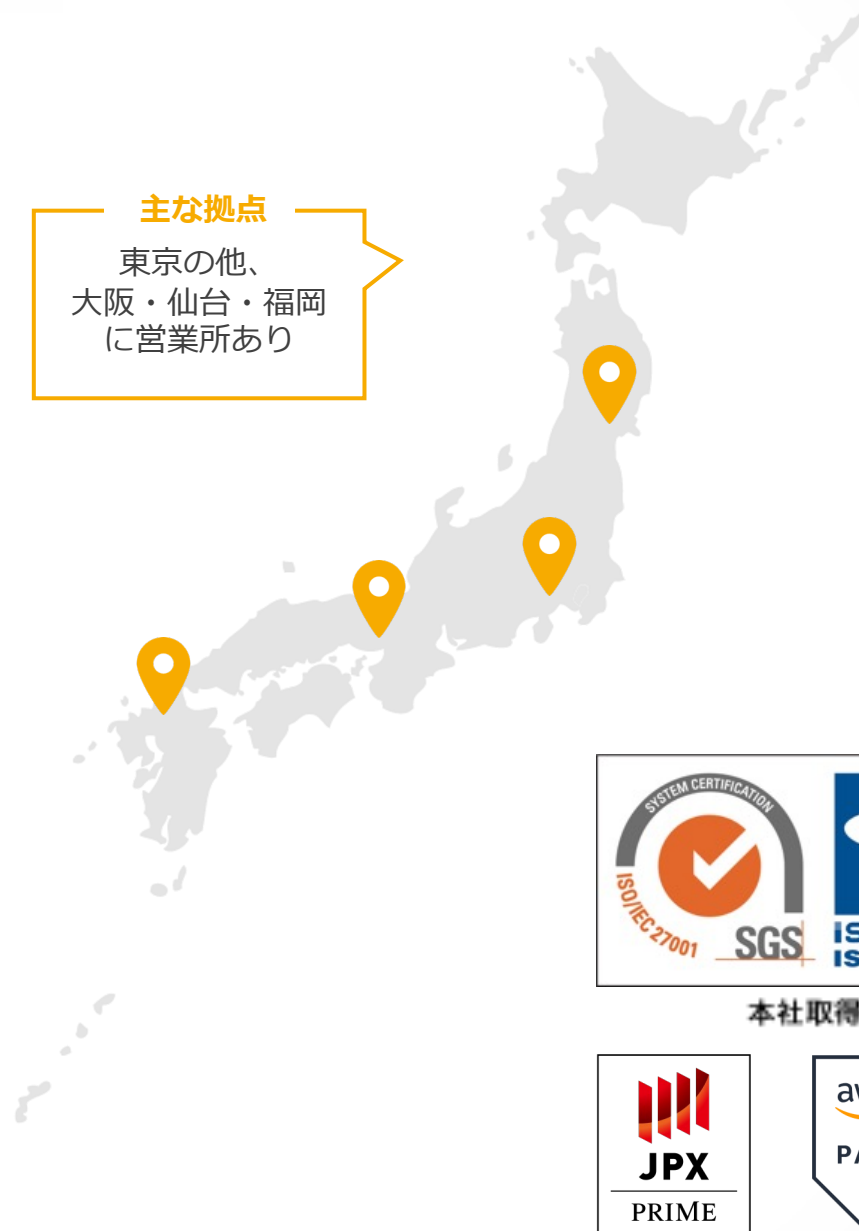 主な拠点
東京の他、
大阪・仙台・福岡
に営業所あり
SYSTEM CERTIFICATION
ISO/IEC 27001
SGS
本社取得
JPX
PRIME